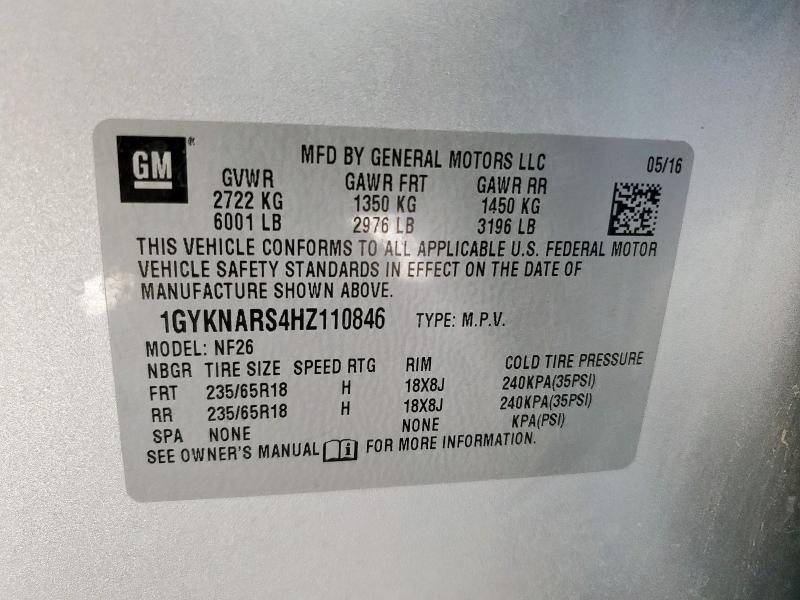 GM ®
MFD BY GENERAL MOTORS LLC 05/16
GVWR GAWR FRT GAWR RR
2722 KG 1350 KG 1450 KG
6001 LB 2976 LB 3196 LB
THIS VEHICLE CONFORMS TO ALL APPLICABLE U.S. FEDERAL MOTOR
VEHICLE SAFETY STANDARDS IN EFFECT ON THE DATE OF
MANUFACTURE SHOWN ABOVE.
1GYKNARS4HZ110846 TYPE: M.P.V.
MODEL: NF26
NBGR TIRE SIZE SPEED RTG RIM COLD TIRE PRESSURE
FRT 235/65R18 H 18X8J 240KPA(35PSI)
RR 235/65R18 H 18X8J 240KPA(35PSI)
SPA NONE NONE KPA(PSI)
SEE OWNER'S MANUAL i FOR MORE INFORMATION.